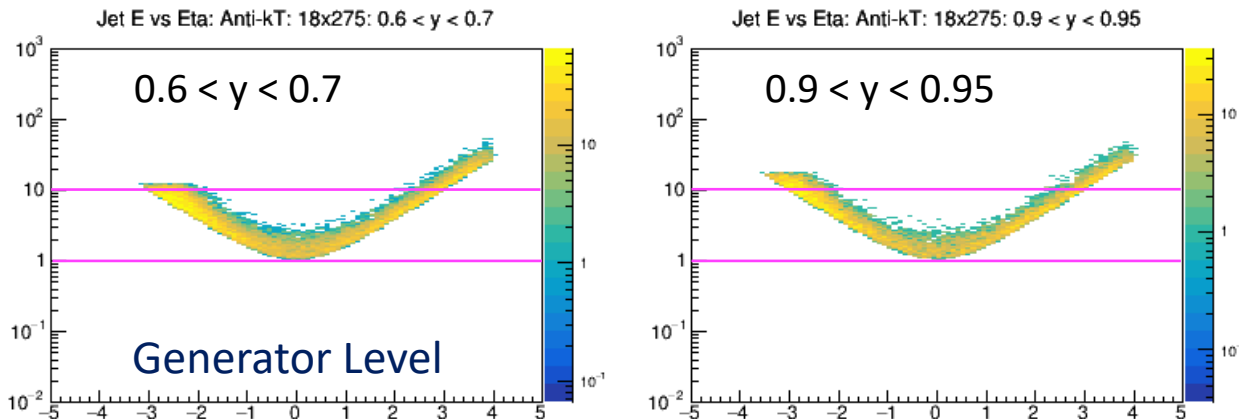 Jet E vs Eta: Anti-kT: 18x275: 0.6 < y < 0.7
10³
10²
10
1
10⁻¹
10⁻²
0.6 < y < 0.7
Generator Level
−5 −4 −3 −2 −1 0 1 2 3 4 5
10
1
10⁻¹
Jet E vs Eta: Anti-kT: 18x275: 0.9 < y < 0.95
10³
10²
10
1
10⁻¹
10⁻²
0.9 < y < 0.95
−5 −4 −3 −2 −1 0 1 2 3 4 5
10
1
10